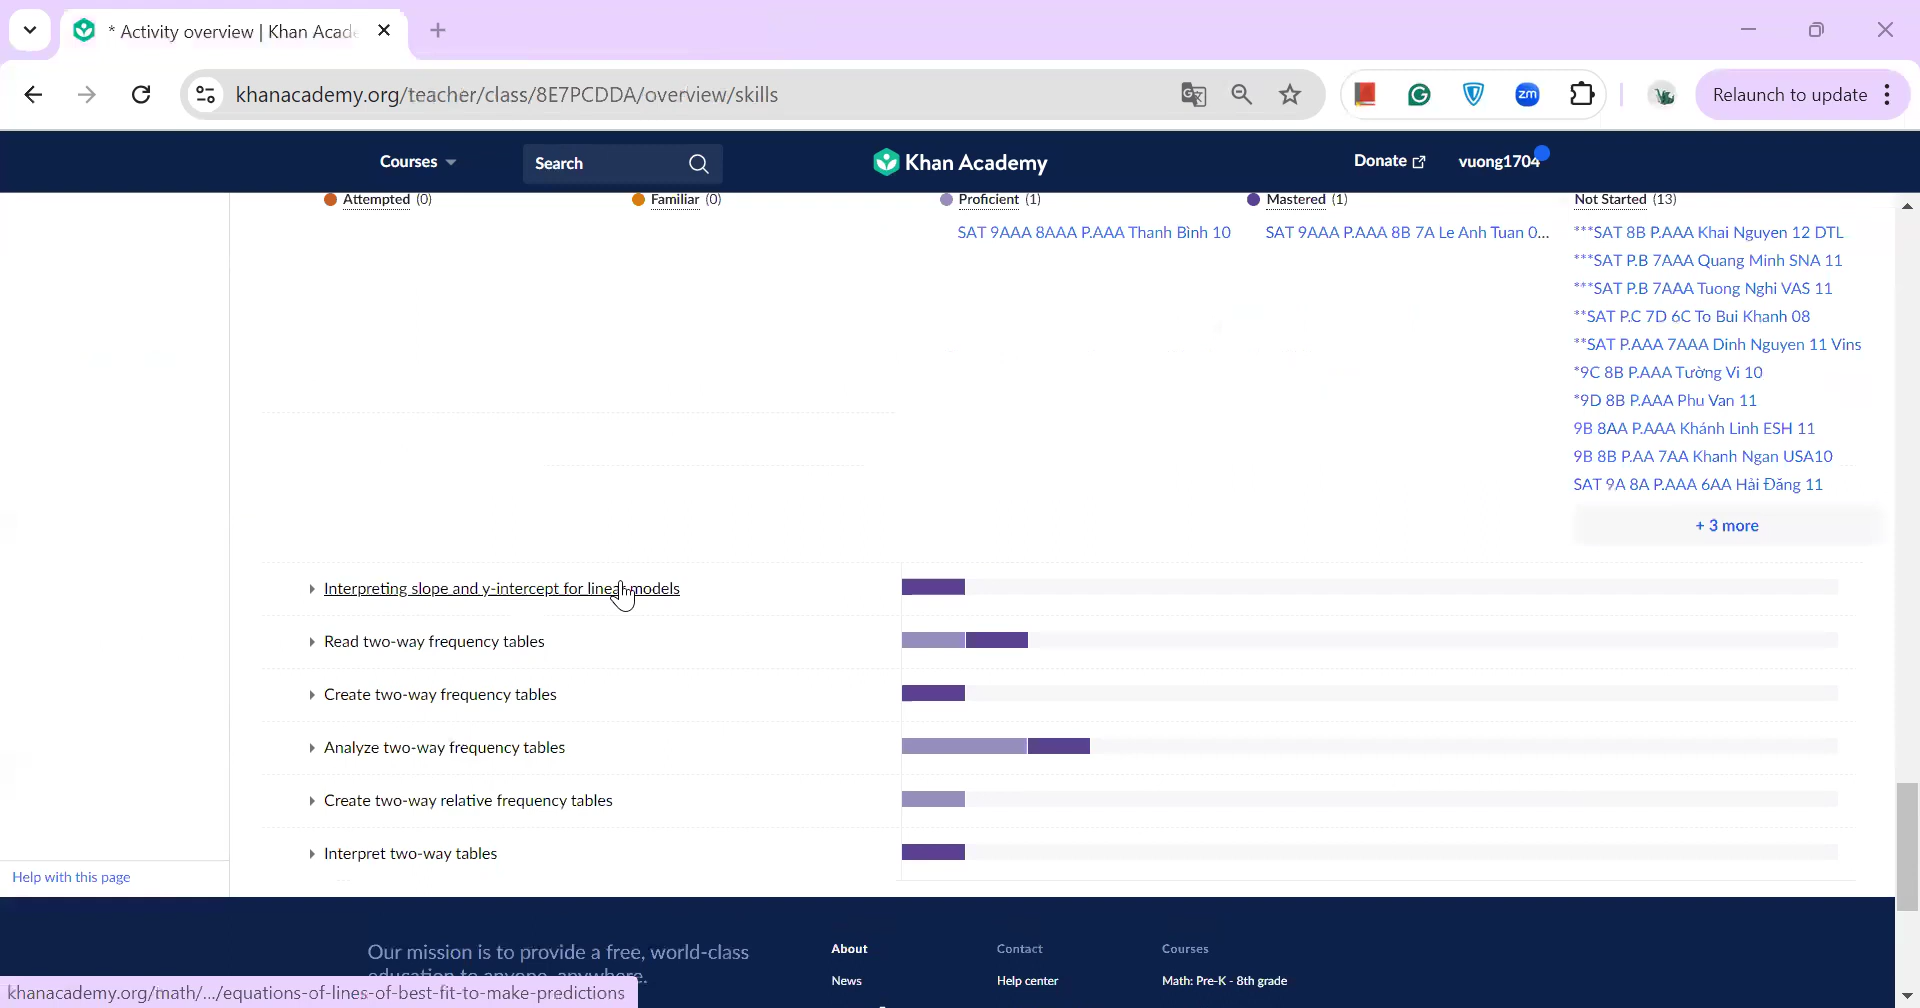 * Activity overview | Khan Acade
khanacademy.org/teacher/class/8E7PCDDA/overview/skills
zm
Relaunch to update
Courses
Search
Khan Academy
Donate
vuong1704
Attempted (0)
Familiar (0)
Proficient (1)
Mastered (1)
Not Started (13)
SAT 9AAA 8AAA P.AAA Thanh Bình 10
SAT 9AAA P.AAA 8B 7A Le Anh Tuan 0...
***SAT 8B P.AAA Khai Nguyen 12 DTL
***SAT P.B 7AAA Quang Minh SNA 11
***SAT P.B 7AAA Tuong Nghi VAS 11
**SAT P.C 7D 6C To Bui Khanh 08
**SAT P.AAA 7AAA Dinh Nguyen 11 Vins
*9C 8B P.AAA Tường Vi 10
*9D 8B P.AAA Phu Van 11
9B 8AA P.AAA Khánh Linh ESH 11
9B 8B P.AA 7AA Khanh Ngan USA10
SAT 9A 8A P.AAA 6AA Hải Đăng 11
+ 3 more
Interpreting slope and y-intercept for linear models
Read two-way frequency tables
Create two-way frequency tables
Analyze two-way frequency tables
Create two-way relative frequency tables
Interpret two-way tables
Help with this page
Our mission is to provide a free, world-class
education to anyone, anywhere.
About
News
Contact
Help center
Courses
Math: Pre-K - 8th grade
khanacademy.org/math/.../equations-of-lines-of-best-fit-to-make-predictions